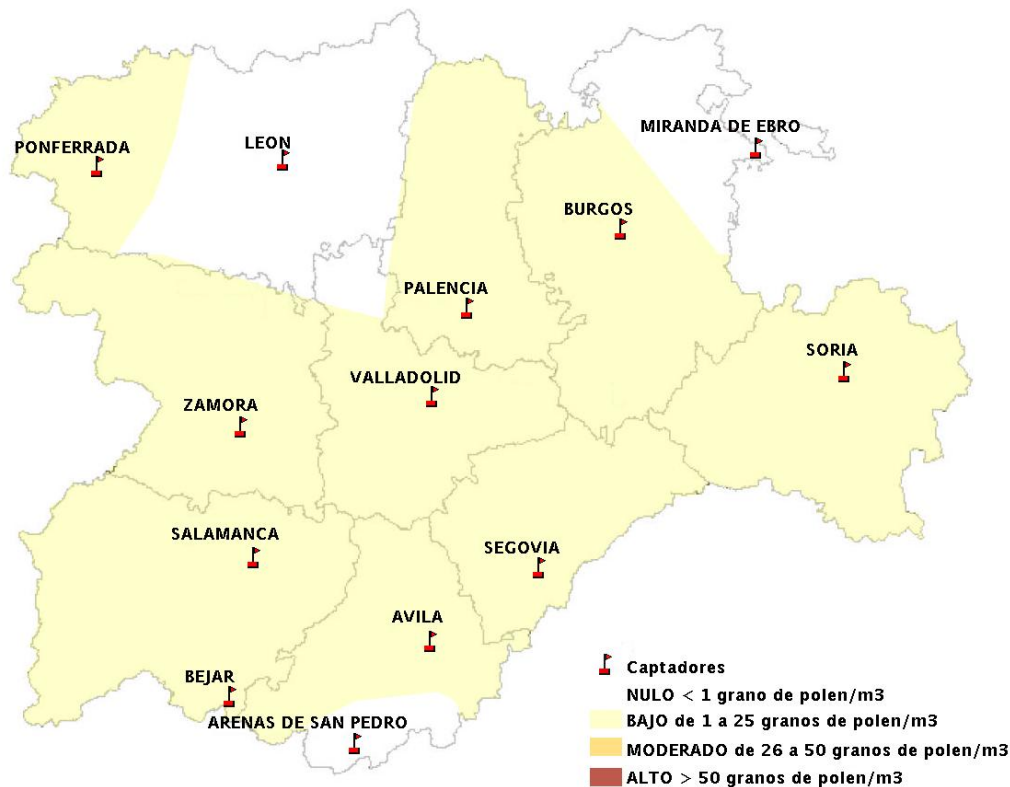 MIRANDA DE EBRO
PONFERRADA
LEON
BURGOS
PALENCIA
SORIA
VALLADOLID
ZAMORA
SALAMANCA
SEGOVIA
AVILA
BEJAR
ARENAS DE SAN PEDRO
Captadores
NULO < 1 grano de polen/m3
BAJO de 1 a 25 granos de polen/m3
MODERADO de 26 a 50 granos de polen/m3
ALTO > 50 granos de polen/m3